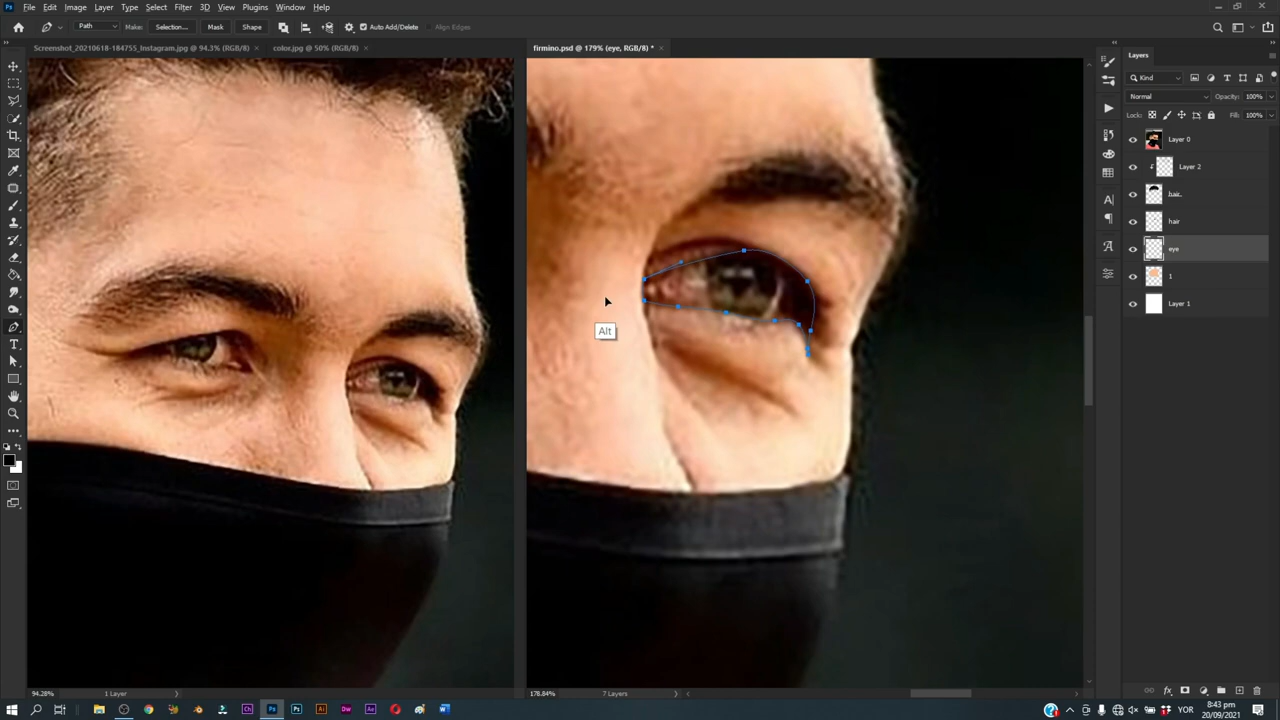 File Edit Image Layer Type Select Filter 3D View Plugins Window Help
Path Make: Selection... Mask Shape Auto Add/Delete Align Edges
Screenshot_20210618-184755_Instagram.jpg @ 94.3% (RGB/8) × color.jpg @ 50% (RGB/8) × firmino.psd @ 179% (eye, RGB/8) * ×
Layers
Kind
Normal Opacity: 100%
Lock: Fill: 100%
Layer 0
Layer 2
hair
eye
1
Layer 1
Alt
94.28% 1 Layer 178.84% 7 Layers
YOR 8:43 pm
20/09/2021